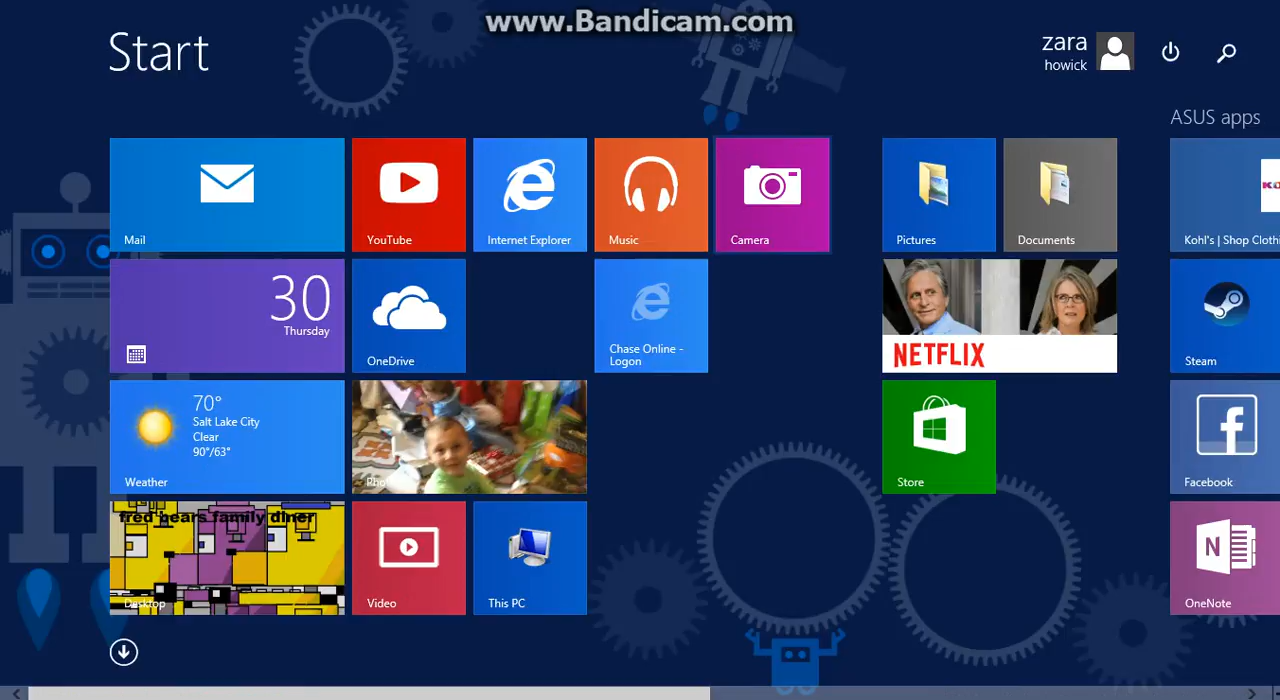 www.Bandicam.com
Start
zara
howick
ASUS apps
Mail
YouTube
Internet Explorer
Music
Camera
Pictures
Documents
Kohl's | Shop Clothi
30
Thursday
OneDrive
Chase Online -
Logon
NETFLIX
Steam
70°
Salt Lake City
Clear
90°/63°
Weather
Store
Facebook
fred bears family diner
Desktop
Video
This PC
N
OneNote